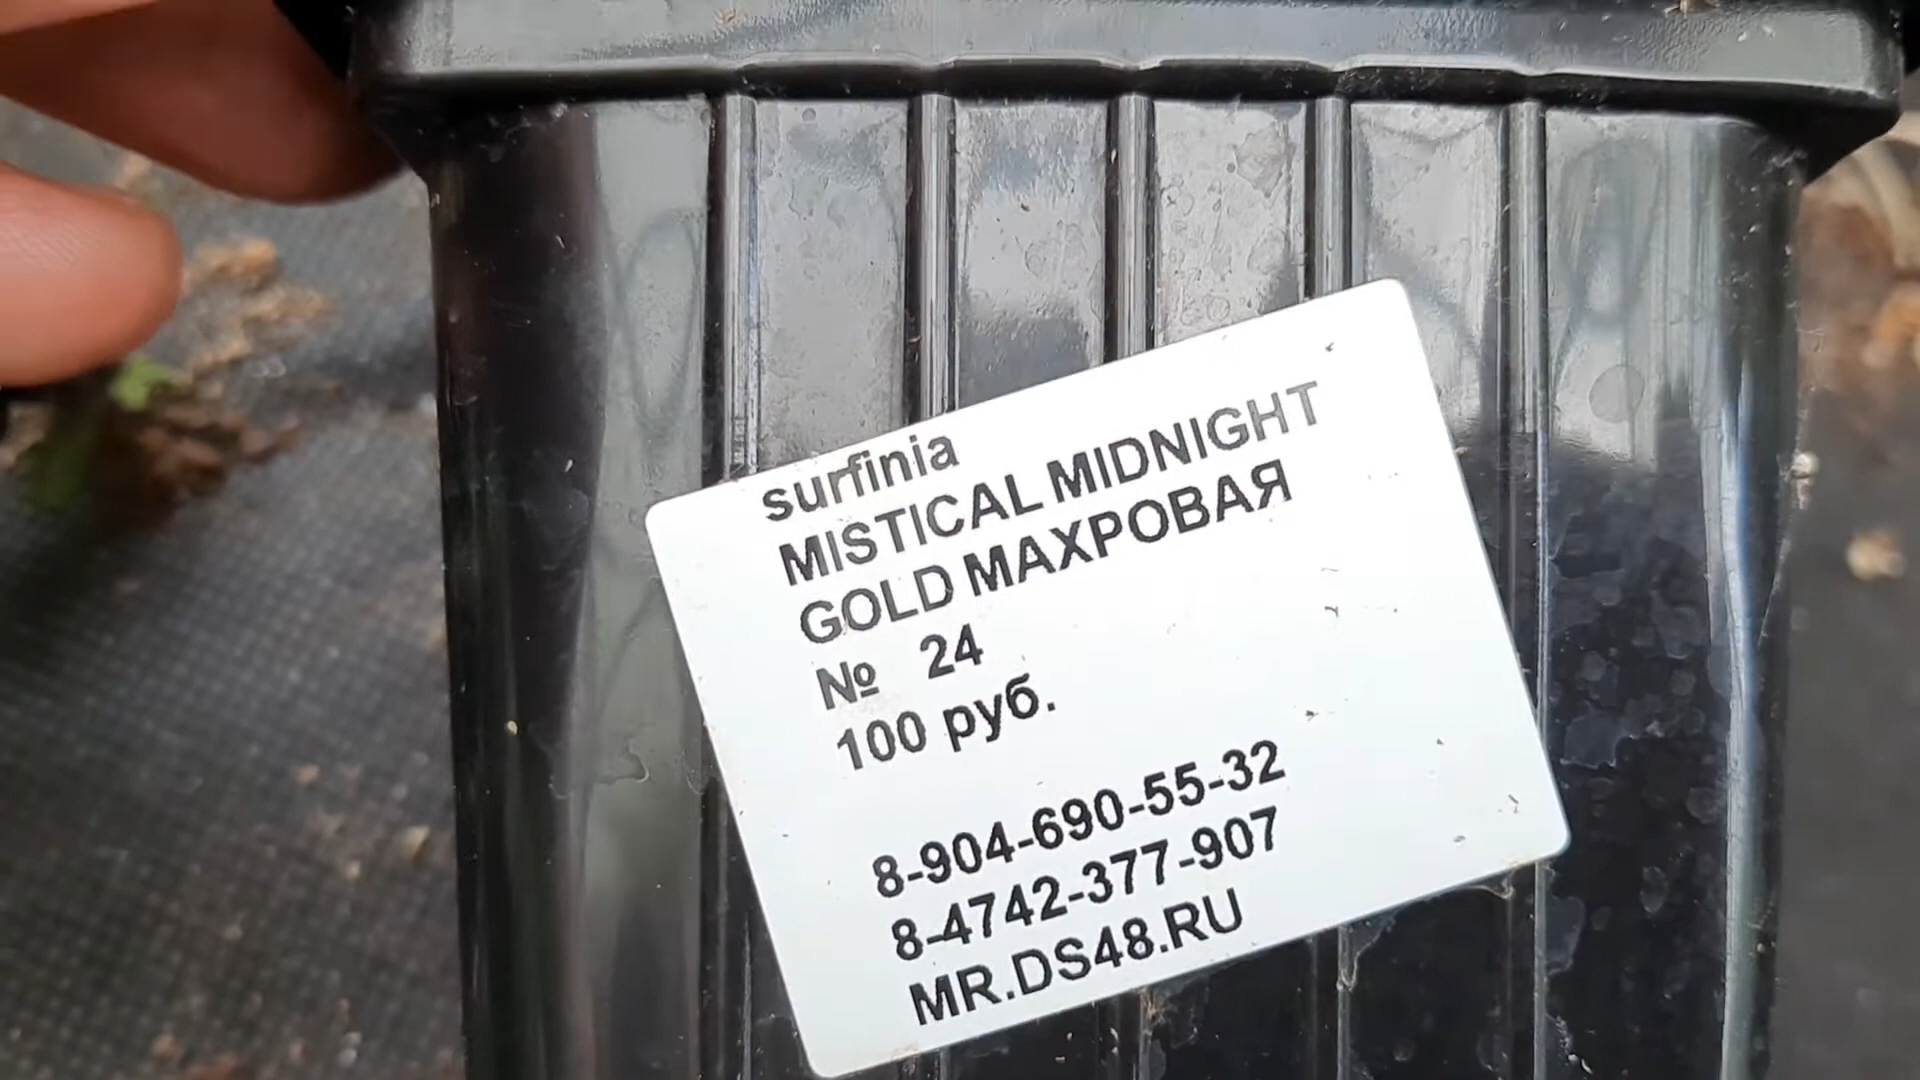 surfinia
MISTICAL MIDNIGHT
GOLD МАХРОВАЯ
№ 24
100 руб.
8-904-690-55-32
8-4742-377-907
MR.DS48.RU